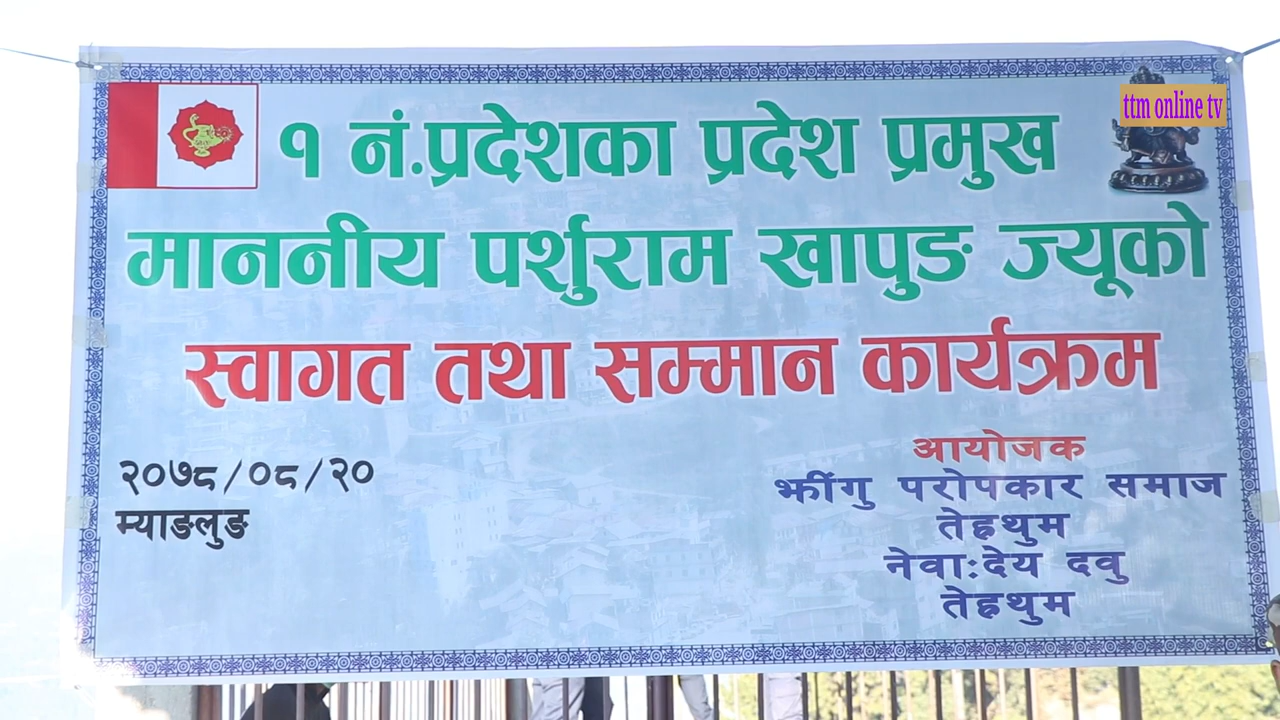 ttm online tv
१ नं.प्रदेशका प्रदेश प्रमुख
माननीय पर्शुराम खापुङ ज्यूको
स्वागत तथा सम्मान कार्यक्रम
२०७८/०८/२०
म्याङलुङ
आयोजक
झींगु परोपकार समाज
तेह्रथुम
नेवा:देय दवु
तेह्रथुम